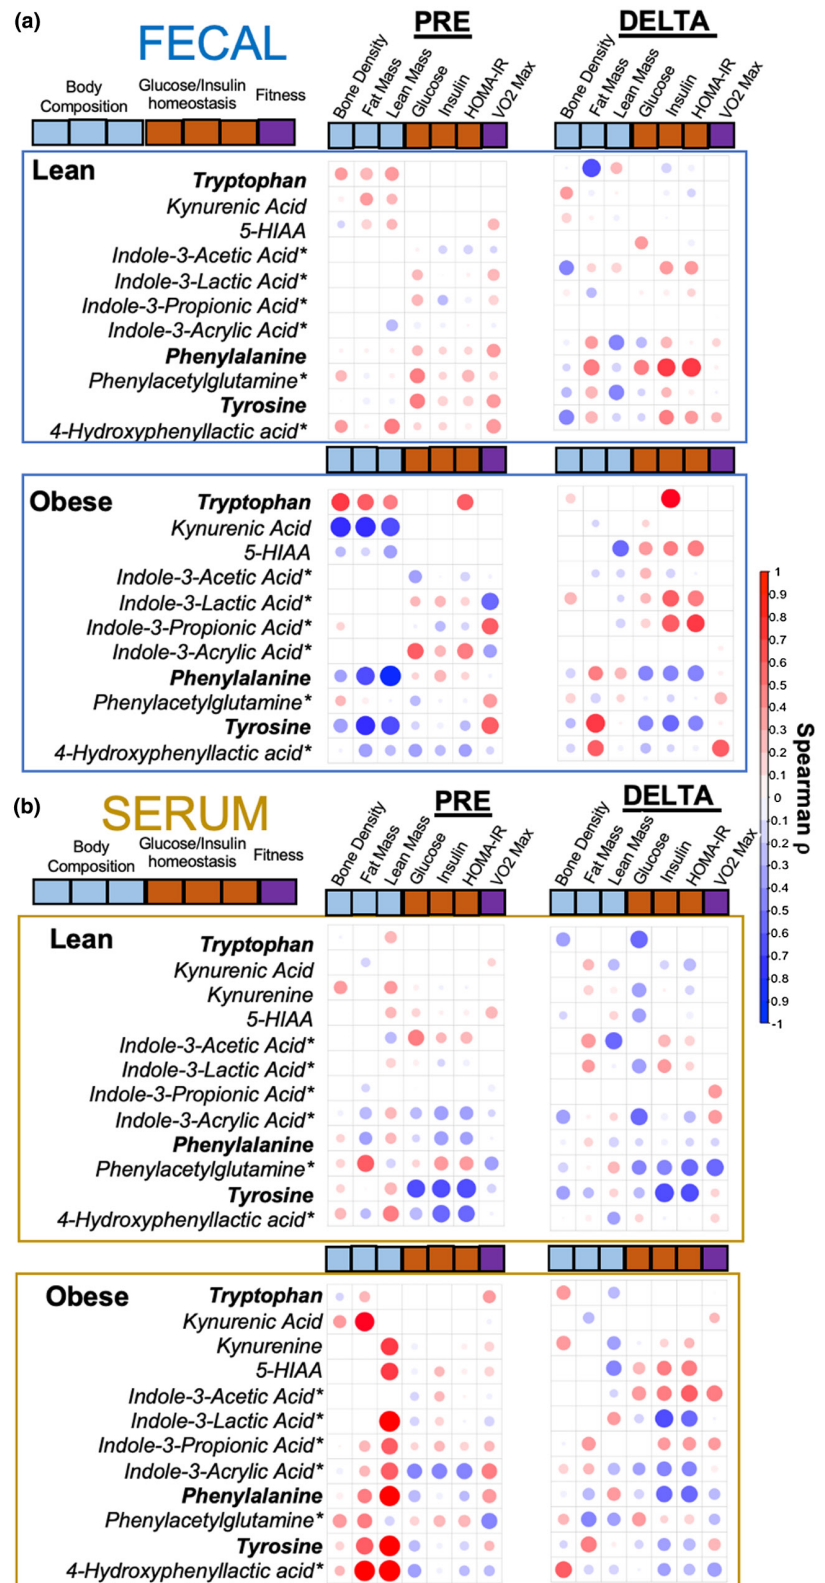 (a)
FECAL
PRE
DELTA
Body Composition
Glucose/Insulin homeostasis
Fitness
Bone Density
Fat Mass
Lean Mass
Glucose
Insulin
HOMA-IR
VO2 Max
Bone Density
Fat Mass
Lean Mass
Glucose
Insulin
HOMA-IR
VO2 Max
Lean
Tryptophan
Kynurenic Acid
5-HIAA
Indole-3-Acetic Acid*
Indole-3-Lactic Acid*
Indole-3-Propionic Acid*
Indole-3-Acrylic Acid*
Phenylalanine
Phenylacetylglutamine*
Tyrosine
4-Hydroxyphenyllactic acid*
Obese
Tryptophan
Kynurenic Acid
5-HIAA
Indole-3-Acetic Acid*
Indole-3-Lactic Acid*
Indole-3-Propionic Acid*
Indole-3-Acrylic Acid*
Phenylalanine
Phenylacetylglutamine*
Tyrosine
4-Hydroxyphenyllactic acid*
1
0.9
0.8
0.7
0.6
0.5
0.4
0.3
0.2
0.1
0
-0.1
-0.2
-0.3
-0.4
-0.5
-0.6
-0.7
-0.8
-0.9
-1
Spearman ρ
(b)
SERUM
PRE
DELTA
Body Composition
Glucose/Insulin homeostasis
Fitness
Bone Density
Fat Mass
Lean Mass
Glucose
Insulin
HOMA-IR
VO2 Max
Bone Density
Fat Mass
Lean Mass
Glucose
Insulin
HOMA-IR
VO2 Max
Lean
Tryptophan
Kynurenic Acid
Kynurenine
5-HIAA
Indole-3-Acetic Acid*
Indole-3-Lactic Acid*
Indole-3-Propionic Acid*
Indole-3-Acrylic Acid*
Phenylalanine
Phenylacetylglutamine*
Tyrosine
4-Hydroxyphenyllactic acid*
Obese
Tryptophan
Kynurenic Acid
Kynurenine
5-HIAA
Indole-3-Acetic Acid*
Indole-3-Lactic Acid*
Indole-3-Propionic Acid*
Indole-3-Acrylic Acid*
Phenylalanine
Phenylacetylglutamine*
Tyrosine
4-Hydroxyphenyllactic acid*